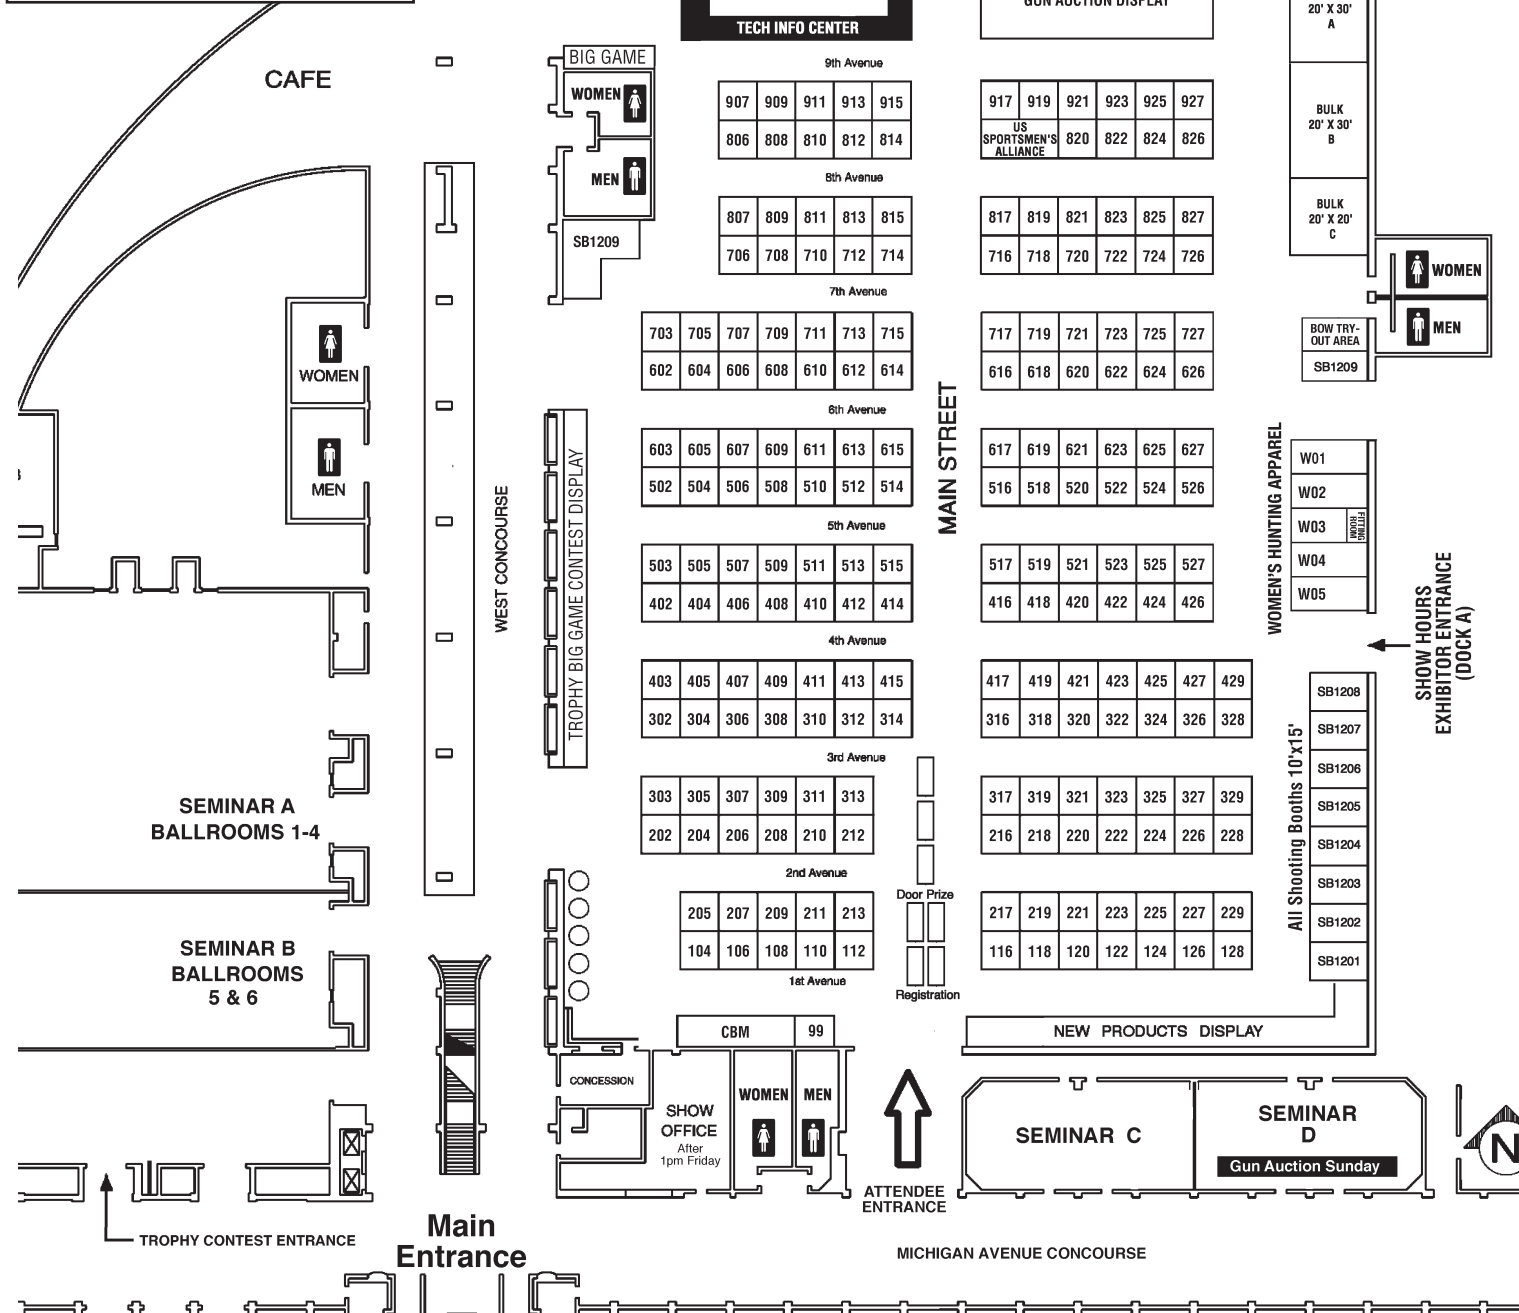 GUN AUCTION DISPLAY
TECH INFO CENTER
20' X 30'
A
BIG GAME
9th Avenue
CAFE
WOMEN
907 909 911 913 915
917 919 921 923 925 927
806 808 810 812 814
US
SPORTSMEN'S
ALLIANCE
820 822 824 826
BULK
20' X 30'
B
MEN
8th Avenue
807 809 811 813 815
817 819 821 823 825 827
BULK
20' X 20'
C
SB1209
706 708 710 712 714
716 718 720 722 724 726
WOMEN
7th Avenue
703 705 707 709 711 713 715
717 719 721 723 725 727
MEN
BOW TRY-
OUT AREA
SB1209
WOMEN
602 604 606 608 610 612 614
616 618 620 622 624 626
6th Avenue
MAIN STREET
603 605 607 609 611 613 615
617 619 621 623 625 627
WOMEN'S HUNTING APPAREL
W01
W02
W03
FITTING
ROOM
W04
W05
MEN
502 504 506 508 510 512 514
516 518 520 522 524 526
WEST CONCOURSE
TROPHY BIG GAME CONTEST DISPLAY
5th Avenue
503 505 507 509 511 513 515
517 519 521 523 525 527
402 404 406 408 410 412 414
416 418 420 422 424 426
SHOW HOURS
EXHIBITOR ENTRANCE
(DOCK A)
4th Avenue
403 405 407 409 411 413 415
417 419 421 423 425 427 429
302 304 306 308 310 312 314
316 318 320 322 324 326 328
All Shooting Booths 10'x15'
SB1208
SB1207
SB1206
SB1205
SB1204
SB1203
SB1202
SB1201
3rd Avenue
303 305 307 309 311 313
317 319 321 323 325 327 329
202 204 206 208 210 212
216 218 220 222 224 226 228
SEMINAR A
BALLROOMS 1-4
2nd Avenue
Door Prize
205 207 209 211 213
217 219 221 223 225 227 229
104 106 108 110 112
116 118 120 122 124 126 128
SEMINAR B
BALLROOMS
5 & 6
1st Avenue
Registration
CBM 99
NEW PRODUCTS DISPLAY
CONCESSION
SHOW
OFFICE
After
1pm Friday
WOMEN
MEN
SEMINAR C
SEMINAR
D
Gun Auction Sunday
N
ATTENDEE
ENTRANCE
Main
Entrance
TROPHY CONTEST ENTRANCE
MICHIGAN AVENUE CONCOURSE